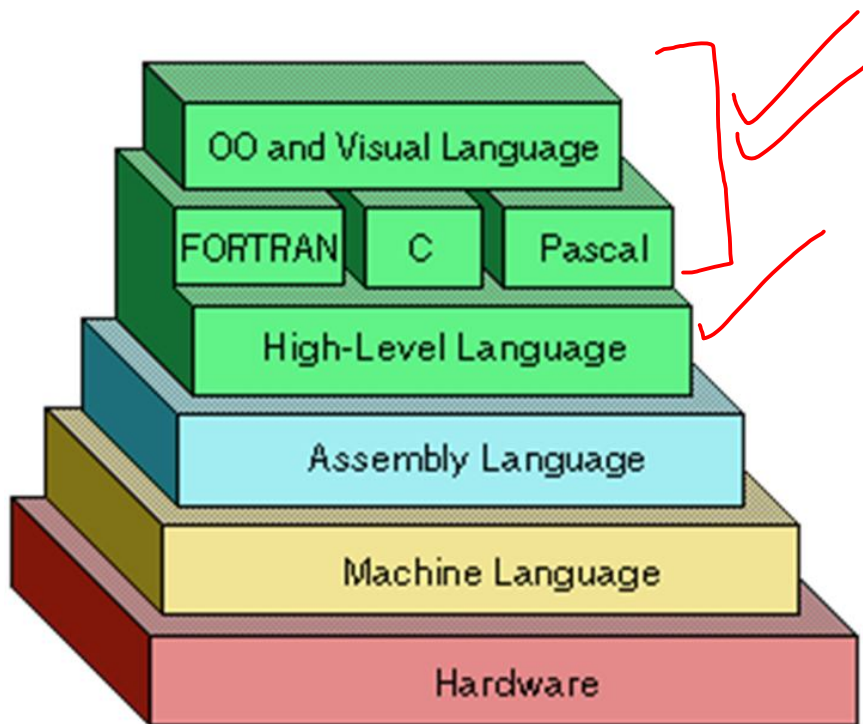 OO and Visual Language
FORTRAN C Pascal
High-Level Language
Assembly Language
Machine Language
Hardware